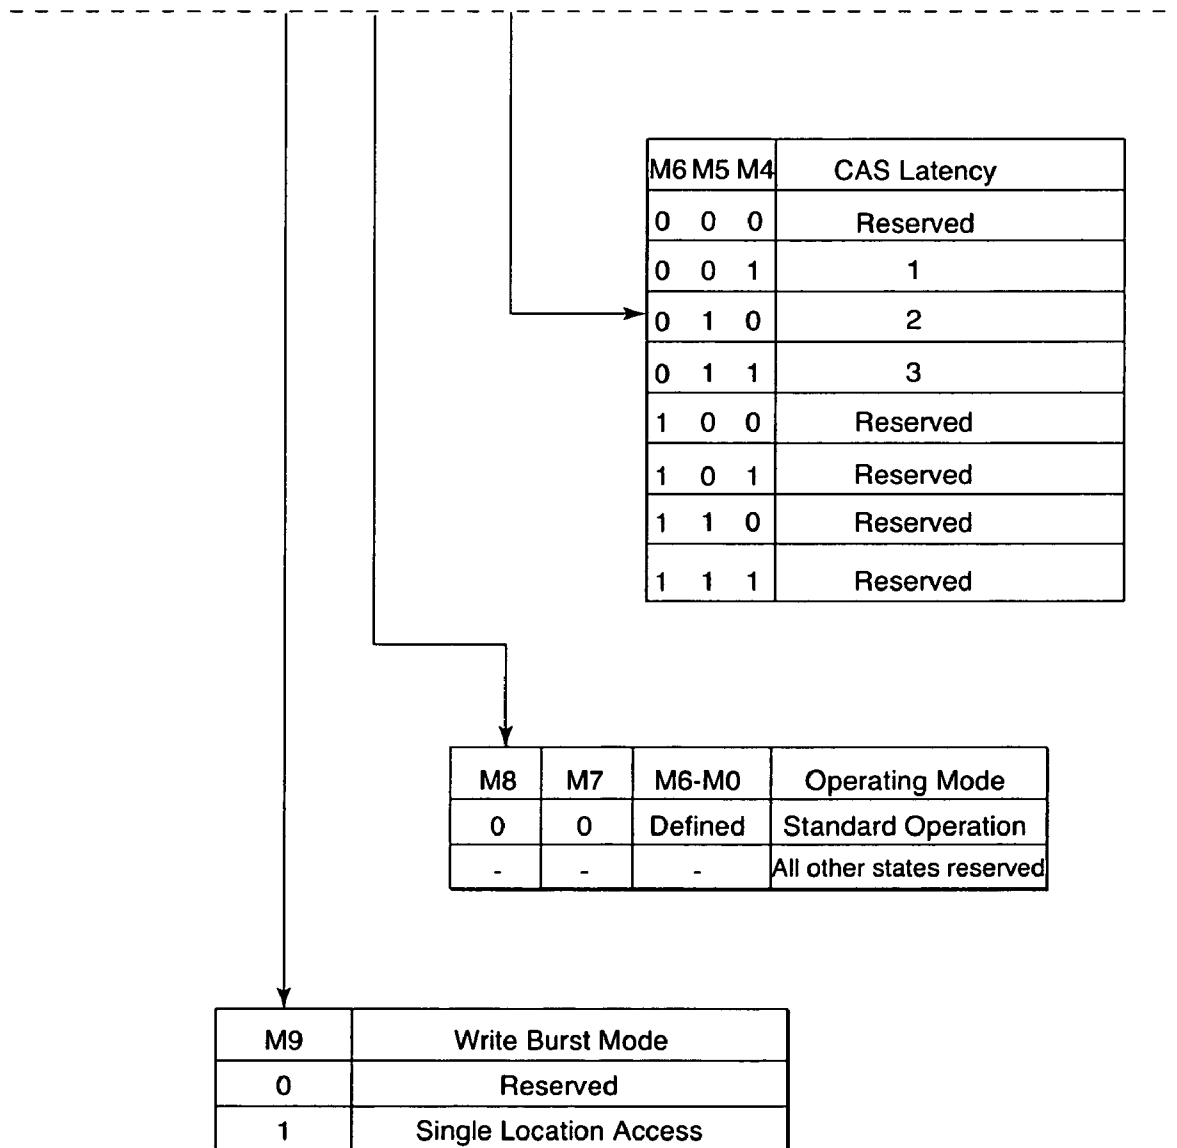 M6 M5 M4 CAS Latency
0 0 0 Reserved
0 0 1 1
0 1 0 2
0 1 1 3
1 0 0 Reserved
1 0 1 Reserved
1 1 0 Reserved
1 1 1 Reserved
M8 M7 M6-M0 Operating Mode
0 0 Defined Standard Operation
- - - All other states reserved
M9 Write Burst Mode
0 Reserved
1 Single Location Access